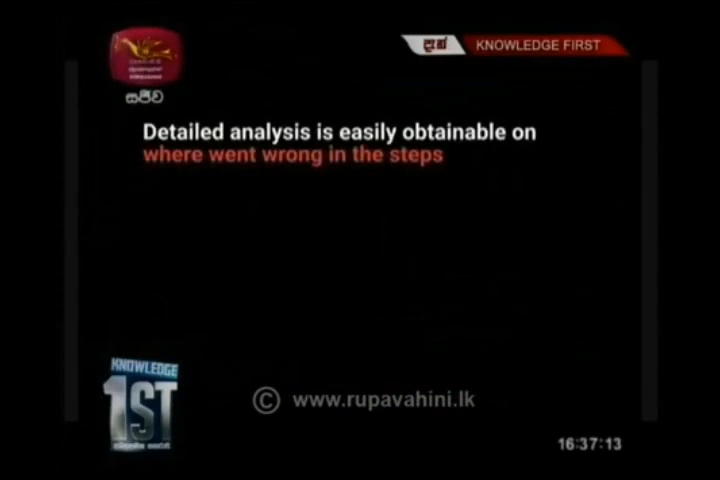 KNOWLEDGE FIRST
සජීව
Detailed analysis is easily obtainable on
where went wrong in the steps
KNOWLEDGE
1ST
© www.rupavahini.lk
16:37:13